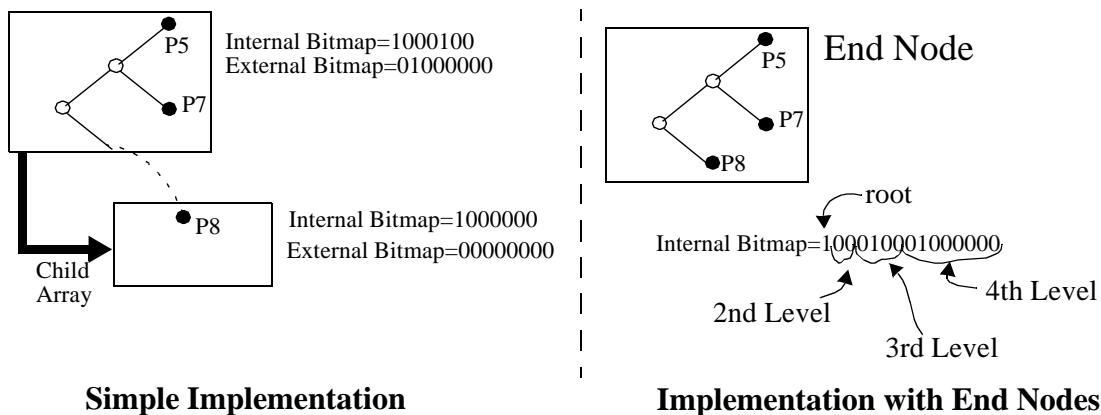 P5
Internal Bitmap=1000100
External Bitmap=01000000
P7
P8
Internal Bitmap=1000000
External Bitmap=00000000
Child
Array
Simple Implementation
P5
End Node
P7
P8
root
Internal Bitmap=100010001000000
2nd Level
3rd Level
4th Level
Implementation with End Nodes